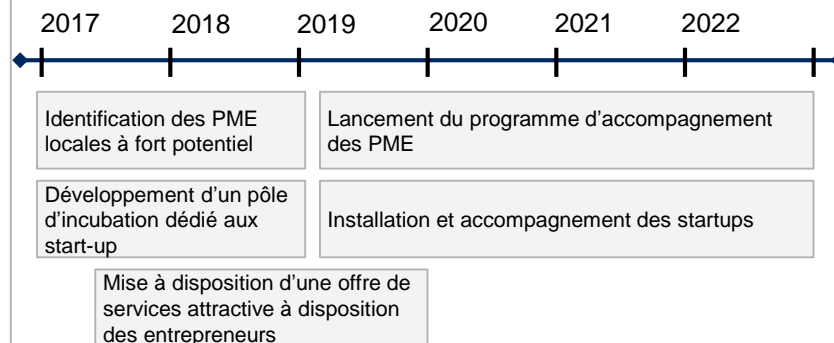 2017 2018 2019 2020 2021 2022
Identification des PME
locales à fort potentiel
Lancement du programme d’accompagnement
des PME
Développement d’un pôle
d’incubation dédié aux
start-up
Installation et accompagnement des startups
Mise à disposition d’une offre de
services attractive à disposition
des entrepreneurs